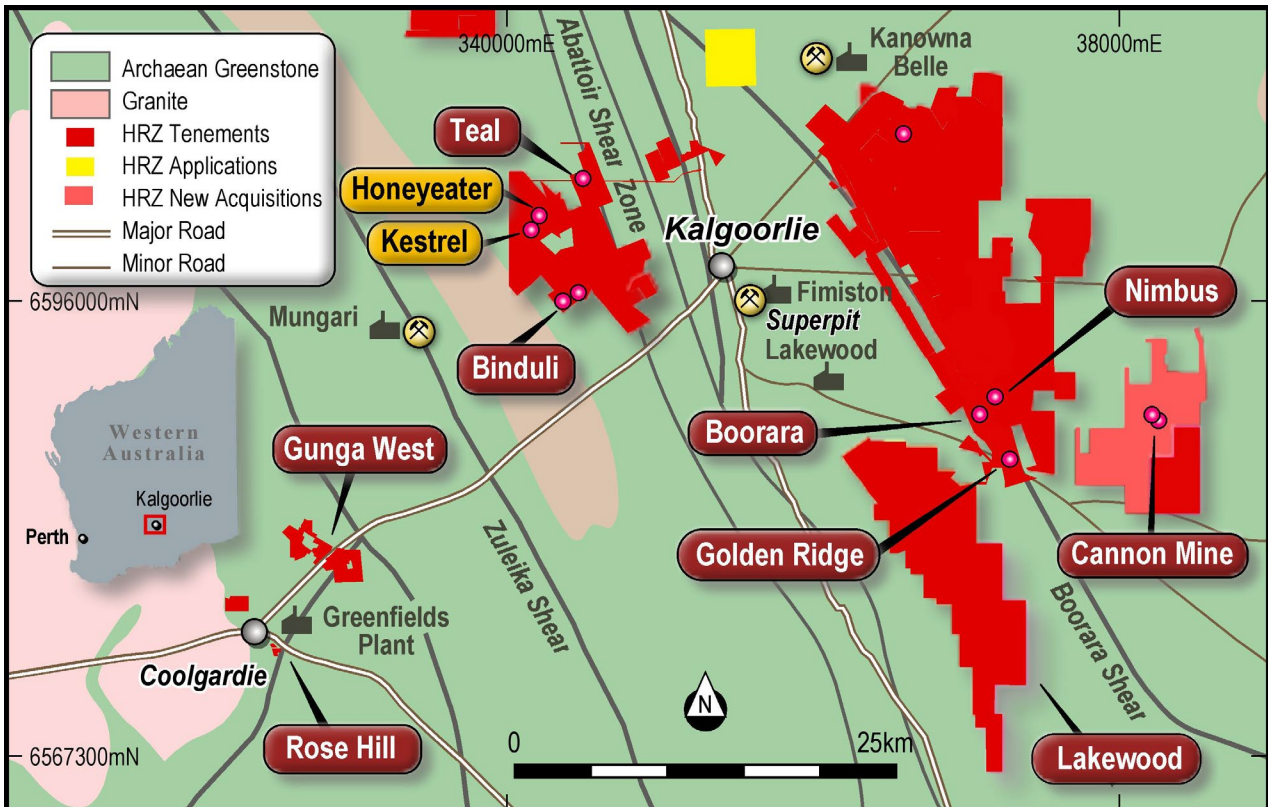 340000mE
38000mE
Archaean Greenstone
Granite
HRZ Tenements
HRZ Applications
HRZ New Acquisitions
Major Road
Minor Road
Abattoir Shear Zone
Kanowna
Belle
Teal
Honeyeater
Kestrel
Kalgoorlie
6596000mN
Mungari
Binduli
Fimiston
Superpit
Lakewood
Nimbus
Boorara
Western
Australia
Kalgoorlie
Perth
Gunga West
Zuleika Shear
Golden Ridge
Cannon Mine
Boorara Shear
Greenfields
Plant
Coolgardie
Rose Hill
N
0
25km
Lakewood
6567300mN